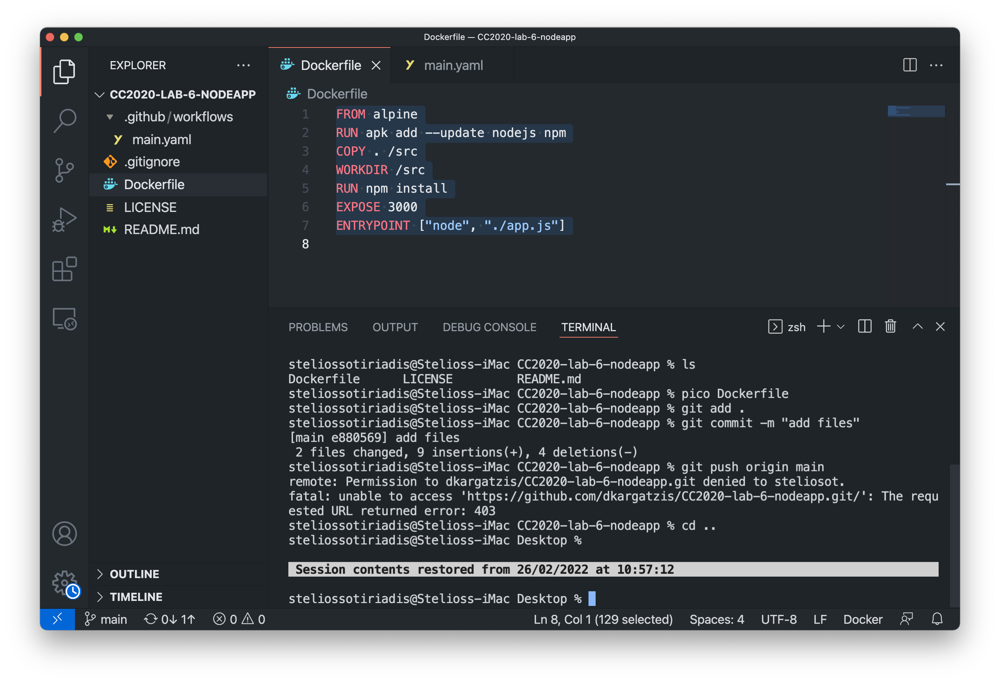 Dockerfile — CC2020-lab-6-nodeapp
EXPLORER
CC2020-LAB-6-NODEAPP
.github/workflows
main.yaml
.gitignore
Dockerfile
LICENSE
README.md
OUTLINE
TIMELINE
Dockerfile
main.yaml
Dockerfile
1 FROM alpine
2 RUN apk add --update nodejs npm
3 COPY . /src
4 WORKDIR /src
5 RUN npm install
6 EXPOSE 3000
7 ENTRYPOINT ["node", "./app.js"]
8
PROBLEMS OUTPUT DEBUG CONSOLE TERMINAL zsh
steliossotiriadis@Stelioss-iMac CC2020-lab-6-nodeapp % ls
Dockerfile LICENSE README.md
steliossotiriadis@Stelioss-iMac CC2020-lab-6-nodeapp % pico Dockerfile
steliossotiriadis@Stelioss-iMac CC2020-lab-6-nodeapp % git add .
steliossotiriadis@Stelioss-iMac CC2020-lab-6-nodeapp % git commit -m "add files"
[main e880569] add files
2 files changed, 9 insertions(+), 4 deletions(-)
steliossotiriadis@Stelioss-iMac CC2020-lab-6-nodeapp % git push origin main
remote: Permission to dkargatzis/CC2020-lab-6-nodeapp.git denied to steliosot.
fatal: unable to access 'https://github.com/dkargatzis/CC2020-lab-6-nodeapp.git/': The requ
ested URL returned error: 403
steliossotiriadis@Stelioss-iMac CC2020-lab-6-nodeapp % cd ..
steliossotiriadis@Stelioss-iMac Desktop %
Session contents restored from 26/02/2022 at 10:57:12
steliossotiriadis@Stelioss-iMac Desktop %
main 0↓ 1↑ 0 0 Ln 8, Col 1 (129 selected) Spaces: 4 UTF-8 LF Docker